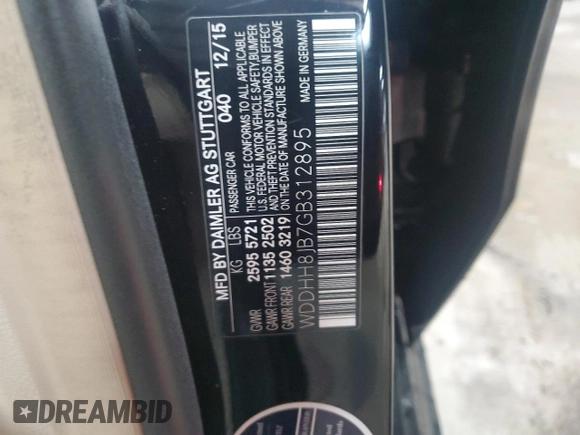 MFD BY DAIMLER AG STUTTGART
PASSENGER CAR 040 12/15
KG LBS
GVWR 2595 5721
GAWR FRONT 1135 2502
GAWR REAR 1460 3219
THIS VEHICLE CONFORMS TO ALL APPLICABLE
U.S. FEDERAL MOTOR VEHICLE SAFETY BUMPER
AND THEFT PREVENTION STANDARDS IN EFFECT
ON THE DATE OF MANUFACTURE SHOWN ABOVE
WDDHH8JB7GB312895
MADE IN GERMANY
DREAMBID